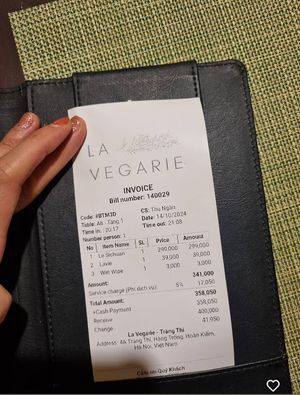 LA
VEGARIE
INVOICE
Bill number: 140029
Code: #BTM3D CS: Thu Ngân
Table: A6 - Tầng 1 Date: 14/10/2024
Time in : 20:17 Time out: 21:08
Number person: 1
No Item Name SL Price Amount
1 Le Sichuan 1 299,000 299,000
2 Lavie 1 39,000 39,000
3 Wet Wipe 1 3,000 3,000
Amount: 341,000
Service charge (Phí dịch vụ) 5% 17,050
Total Amount: 358,050
+Cash Payment 358,050
Receive 400,000
Change 41,950
La Vegarie - Tràng Thi
Address : 4A Tràng Thi, Hàng Trống, Hoàn Kiếm,
Hà Nội, Việt Nam
Cảm ơn Quý Khách